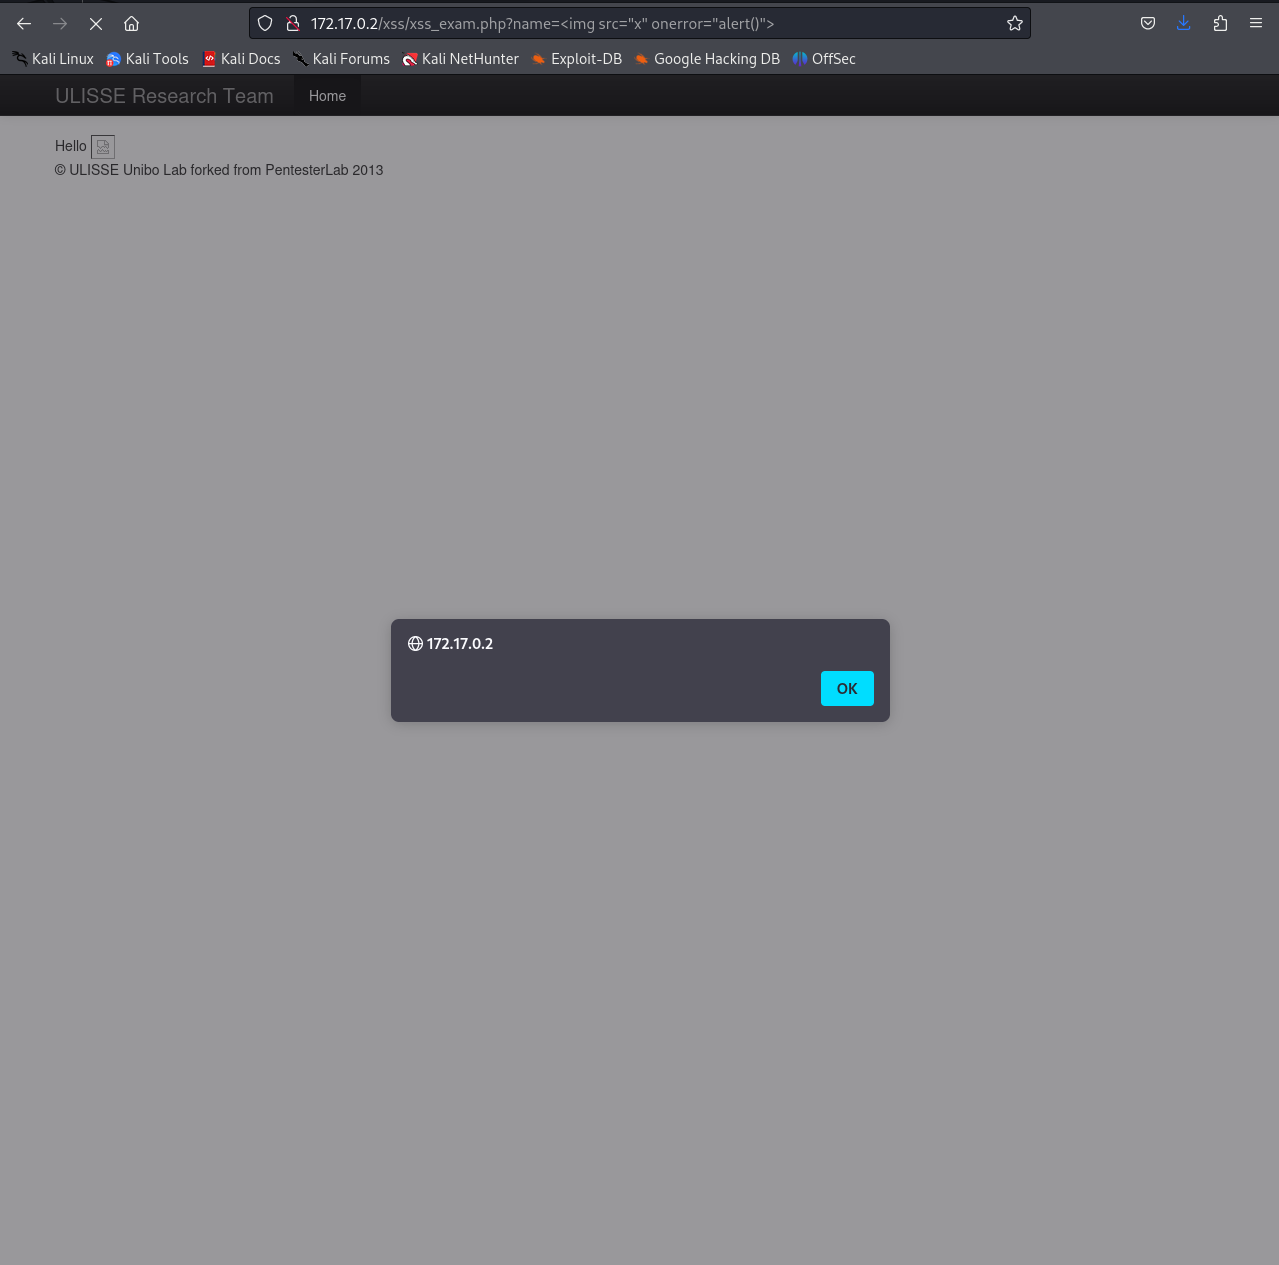 172.17.0.2/xss/xss_exam.php?name=<img src="x" onerror="alert()">
Kali Linux Kali Tools Kali Docs Kali Forums Kali NetHunter Exploit-DB Google Hacking DB OffSec
ULISSE Research Team Home
Hello
© ULISSE Unibo Lab forked from PentesterLab 2013
172.17.0.2
OK